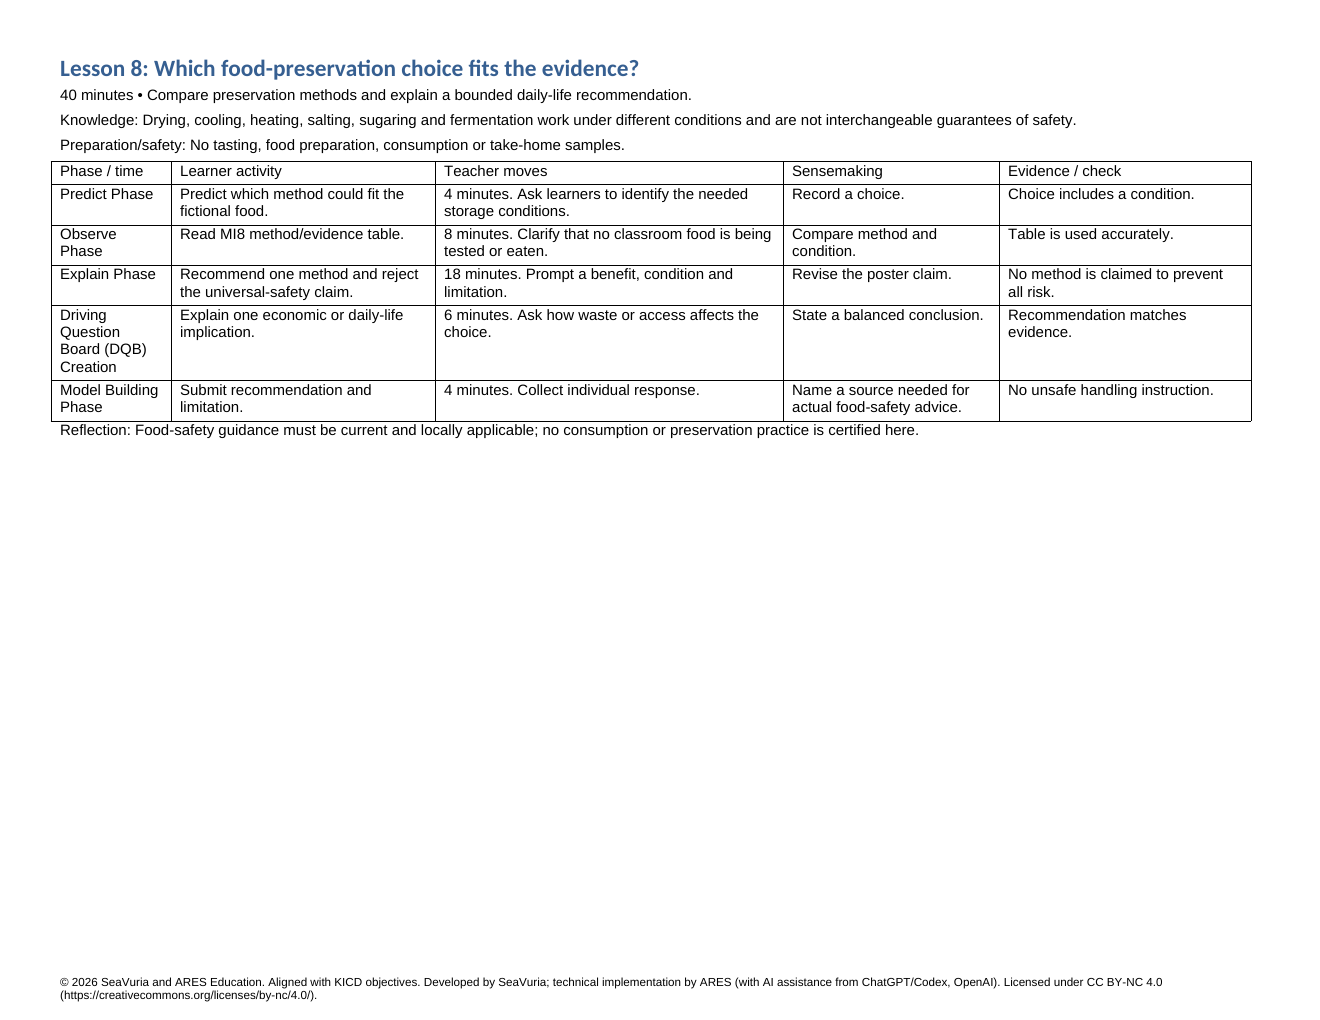 Lesson 8: Which food-preservation choice fits the evidence?
40 minutes • Compare preservation methods and explain a bounded daily-life recommendation.
Knowledge: Drying, cooling, heating, salting, sugaring and fermentation work under different conditions and are not interchangeable guarantees of safety.
Preparation/safety: No tasting, food preparation, consumption or take-home samples.
Phase / time
Learner activity
Teacher moves
Sensemaking
Evidence / check
Predict Phase
Predict which method could fit the
fictional food.
4 minutes. Ask learners to identify the needed
storage conditions.
Record a choice.
Choice includes a condition.
Observe
Phase
Read MI8 method/evidence table.
8 minutes. Clarify that no classroom food is being
tested or eaten.
Compare method and
condition.
Table is used accurately.
Explain Phase
Recommend one method and reject
the universal-safety claim.
18 minutes. Prompt a benefit, condition and
limitation.
Revise the poster claim.
No method is claimed to prevent
all risk.
Driving
Question
Board (DQB)
Creation
Explain one economic or daily-life
implication.
6 minutes. Ask how waste or access affects the
choice.
State a balanced conclusion.
Recommendation matches
evidence.
Model Building
Phase
Submit recommendation and
limitation.
4 minutes. Collect individual response.
Name a source needed for
actual food-safety advice.
No unsafe handling instruction.
Reflection: Food-safety guidance must be current and locally applicable; no consumption or preservation practice is certified here.
© 2026 SeaVuria and ARES Education. Aligned with KICD objectives. Developed by SeaVuria; technical implementation by ARES (with AI assistance from ChatGPT/Codex, OpenAI). Licensed under CC BY-NC 4.0
(https://creativecommons.org/licenses/by-nc/4.0/).